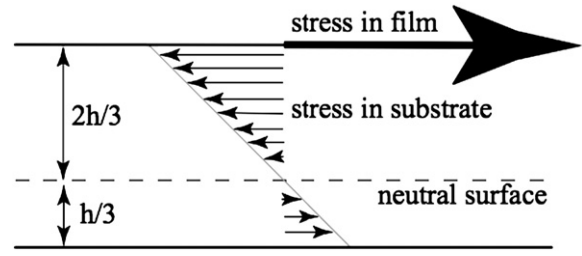 stress in film
2h/3
stress in substrate
neutral surface
h/3